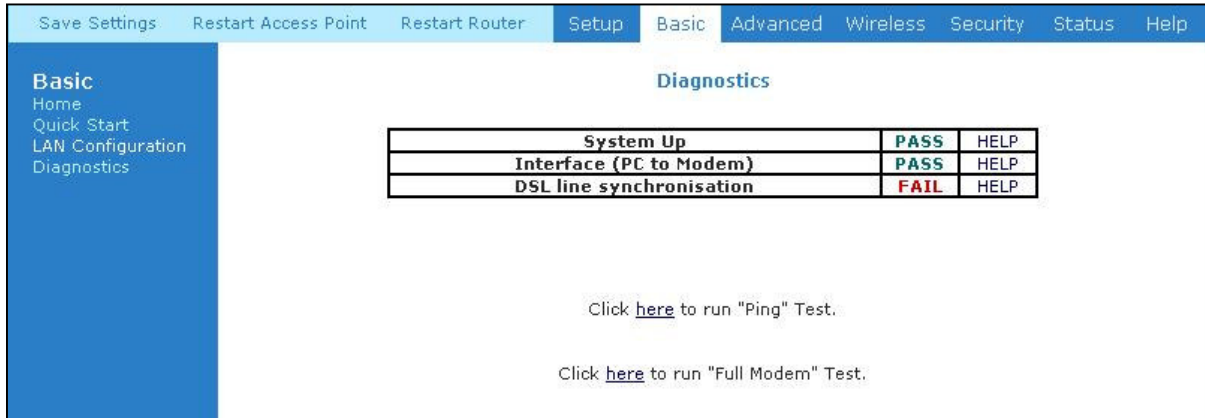 Save Settings Restart Access Point Restart Router Setup Basic Advanced Wireless Security Status Help
Basic
Home
Quick Start
LAN Configuration
Diagnostics
Diagnostics
System Up PASS HELP
Interface (PC to Modem) PASS HELP
DSL line synchronisation FAIL HELP
Click here to run "Ping" Test.
Click here to run "Full Modem" Test.